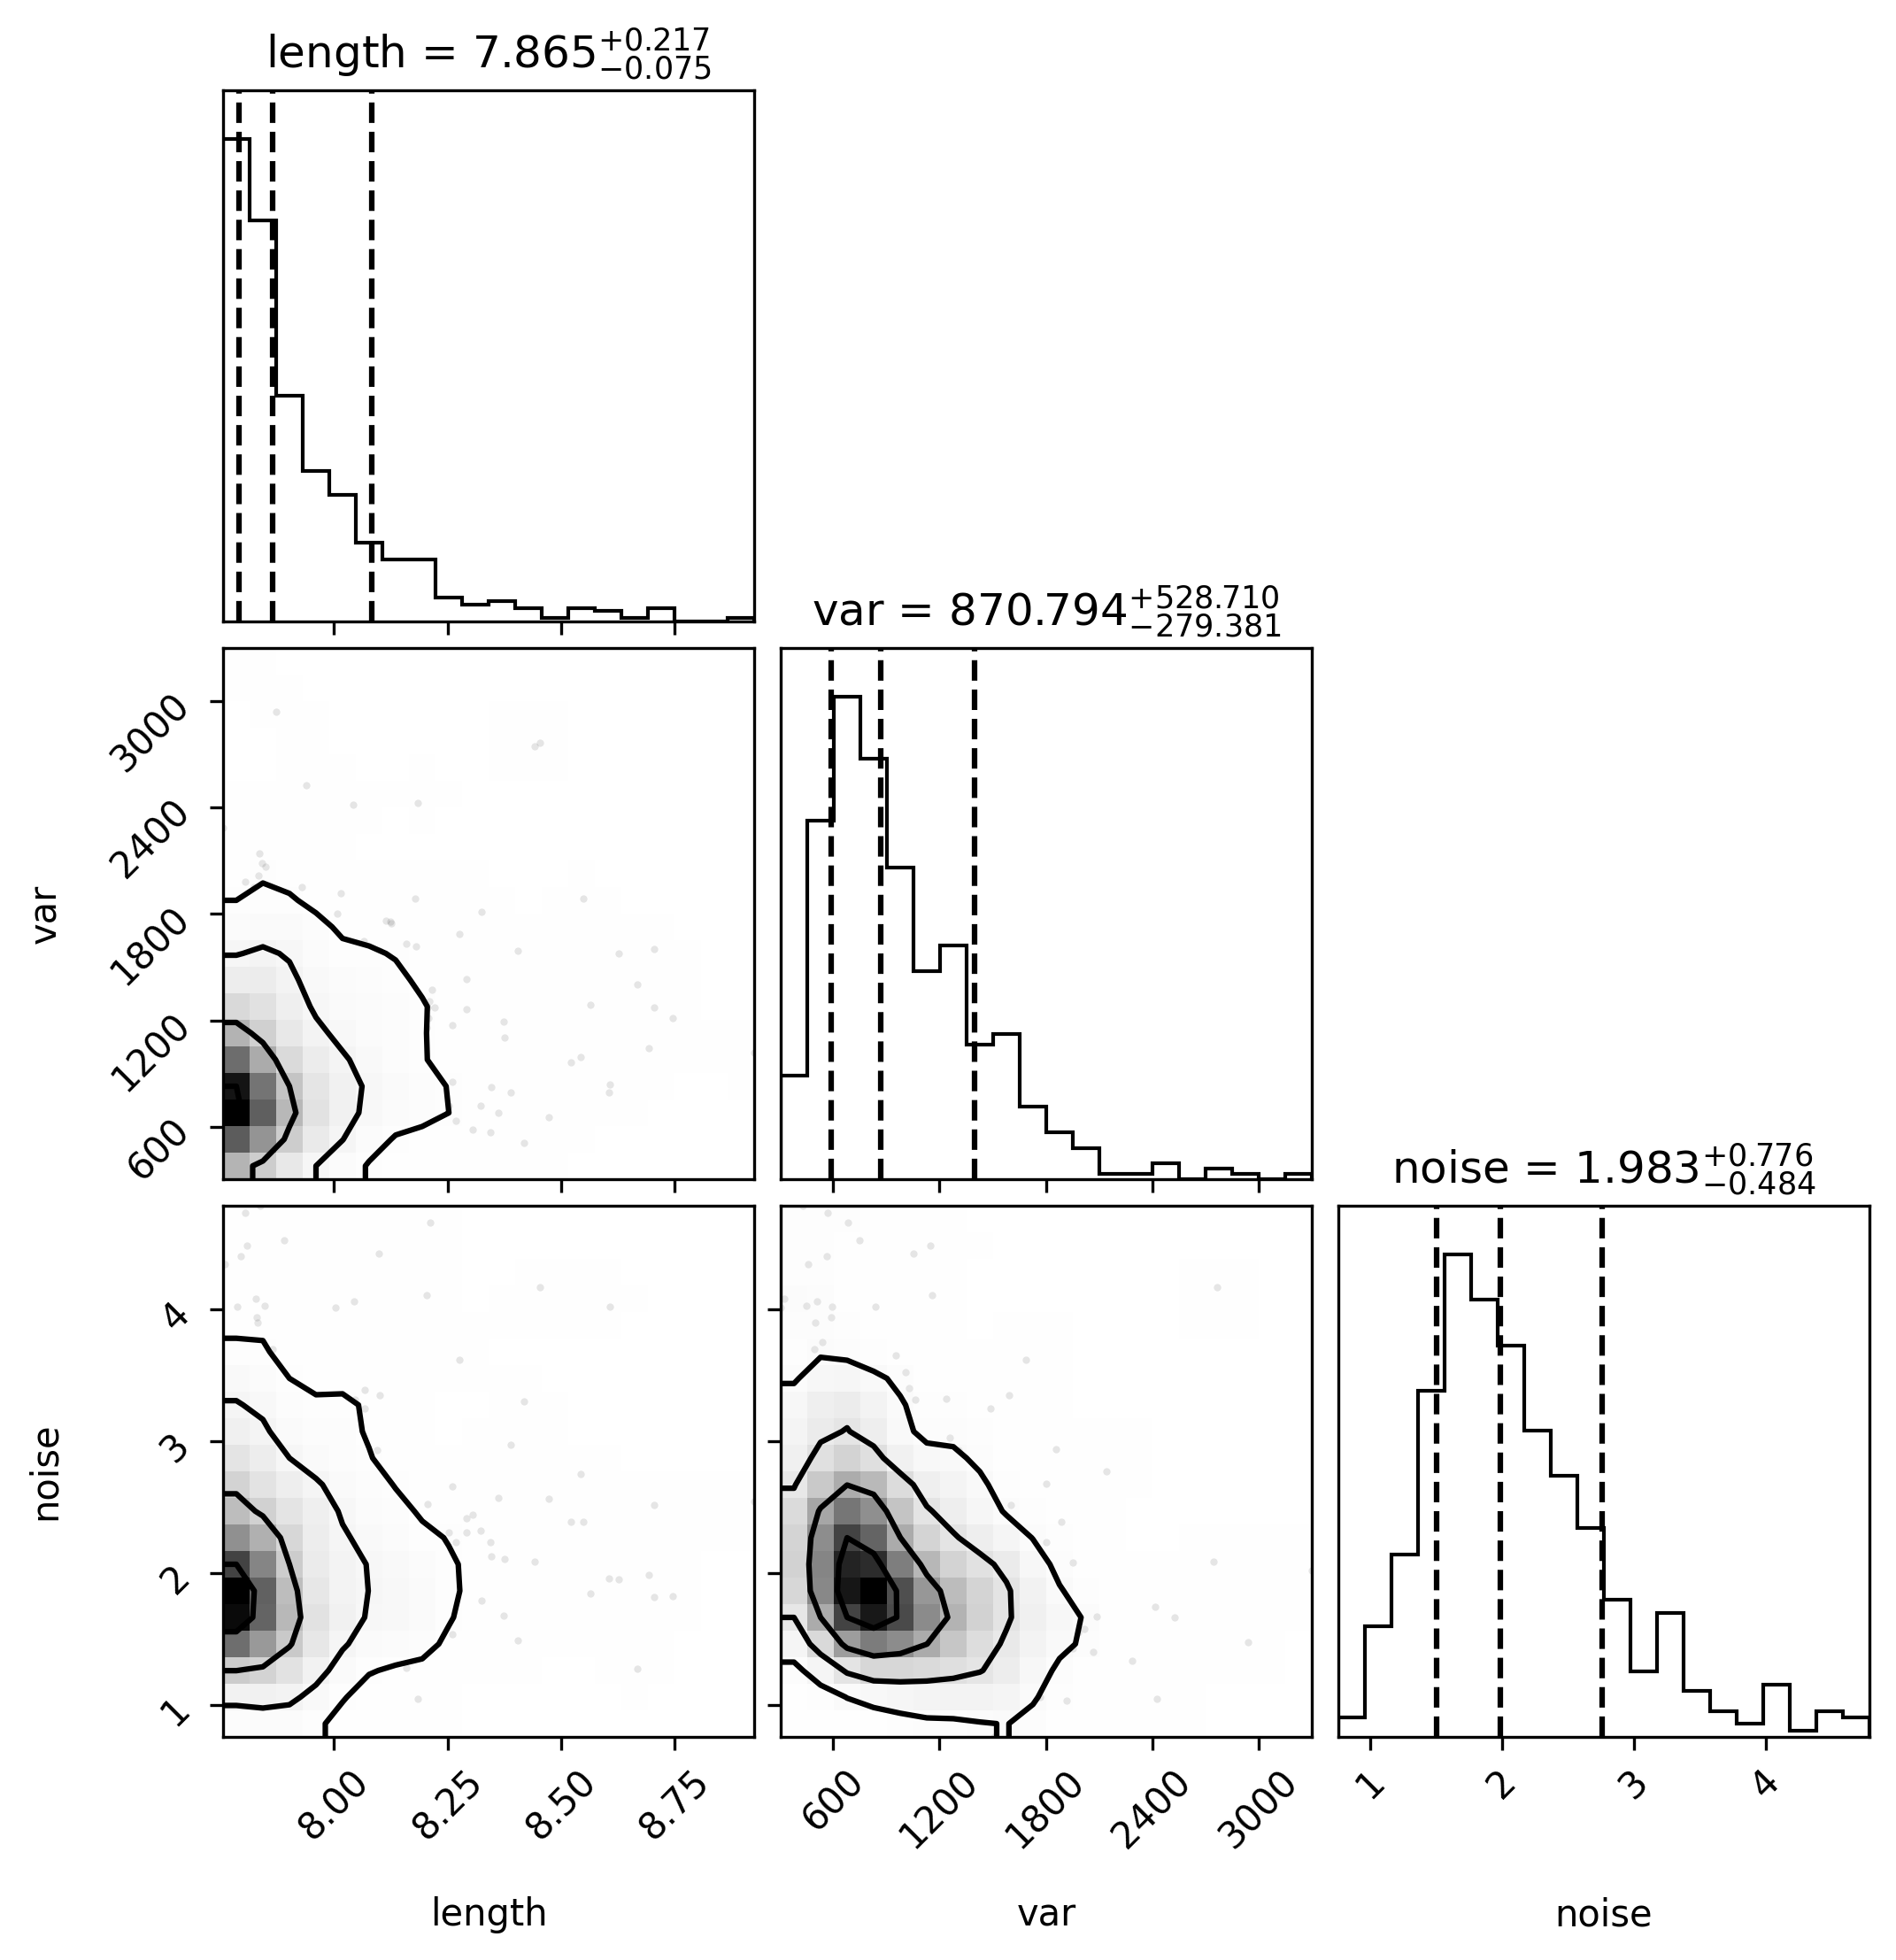 length = 7.865 +0.217 −0.075
var = 870.794 +528.710 −279.381
3000
2400
1800
1200
600
var
noise = 1.983 +0.776 −0.484
4
3
2
1
noise
8.00 8.25 8.50 8.75
600 1200 1800 2400 3000
1 2 3 4
length
var
noise